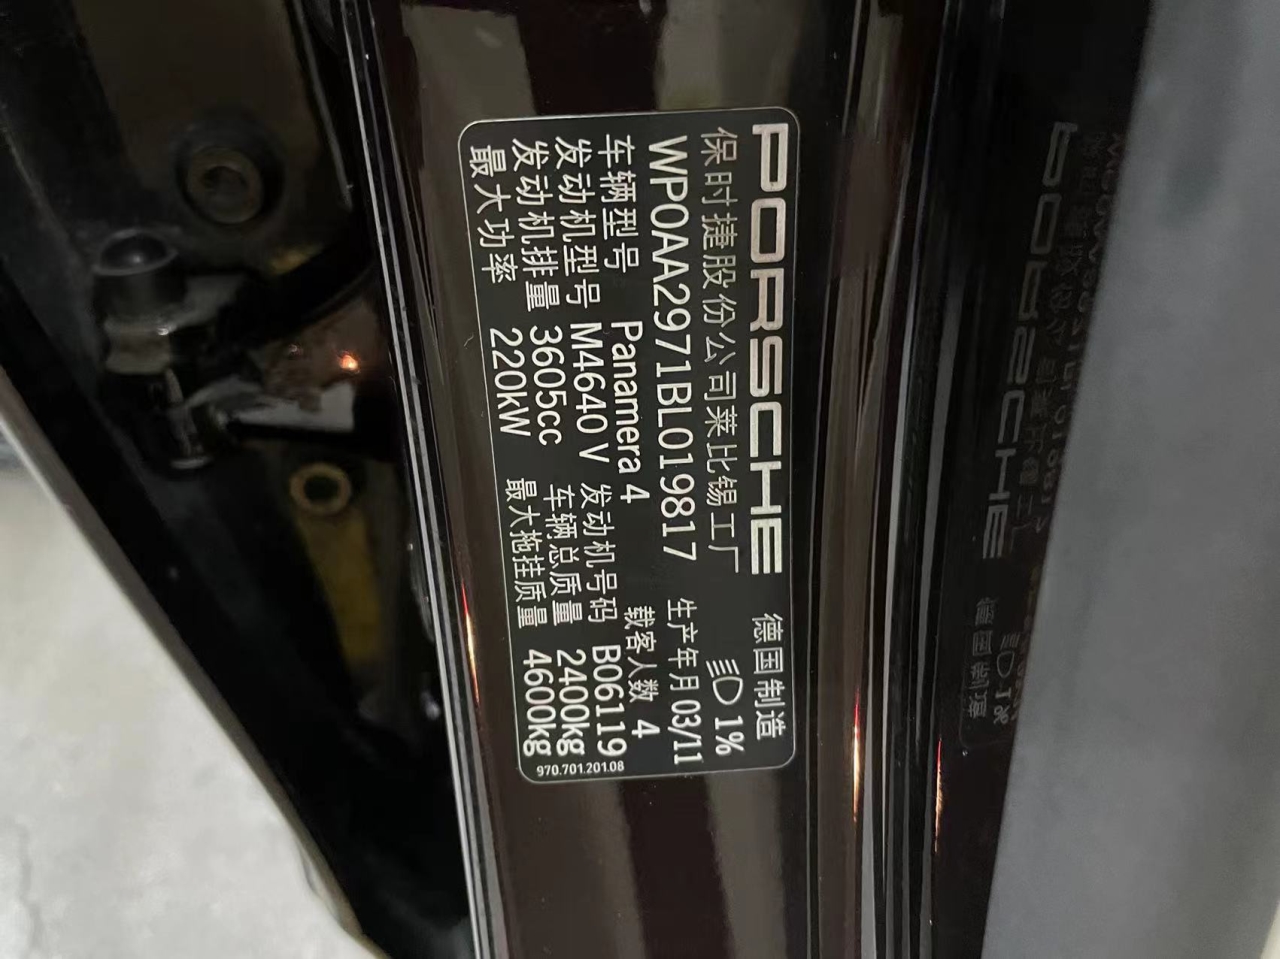 PORSCHE 德国制造
保时捷股份公司莱比锡工厂 1%
WP0AA2971BL019817 生产年月 03/11
车辆型号 Panamera 4 载客人数 4
发动机型号 M4640 V 发动机号码 B06119
发动机排量 3605cc 车辆总质量 2400kg
最大功率 220kW 最大拖挂质量 4600kg
970.701.201.08